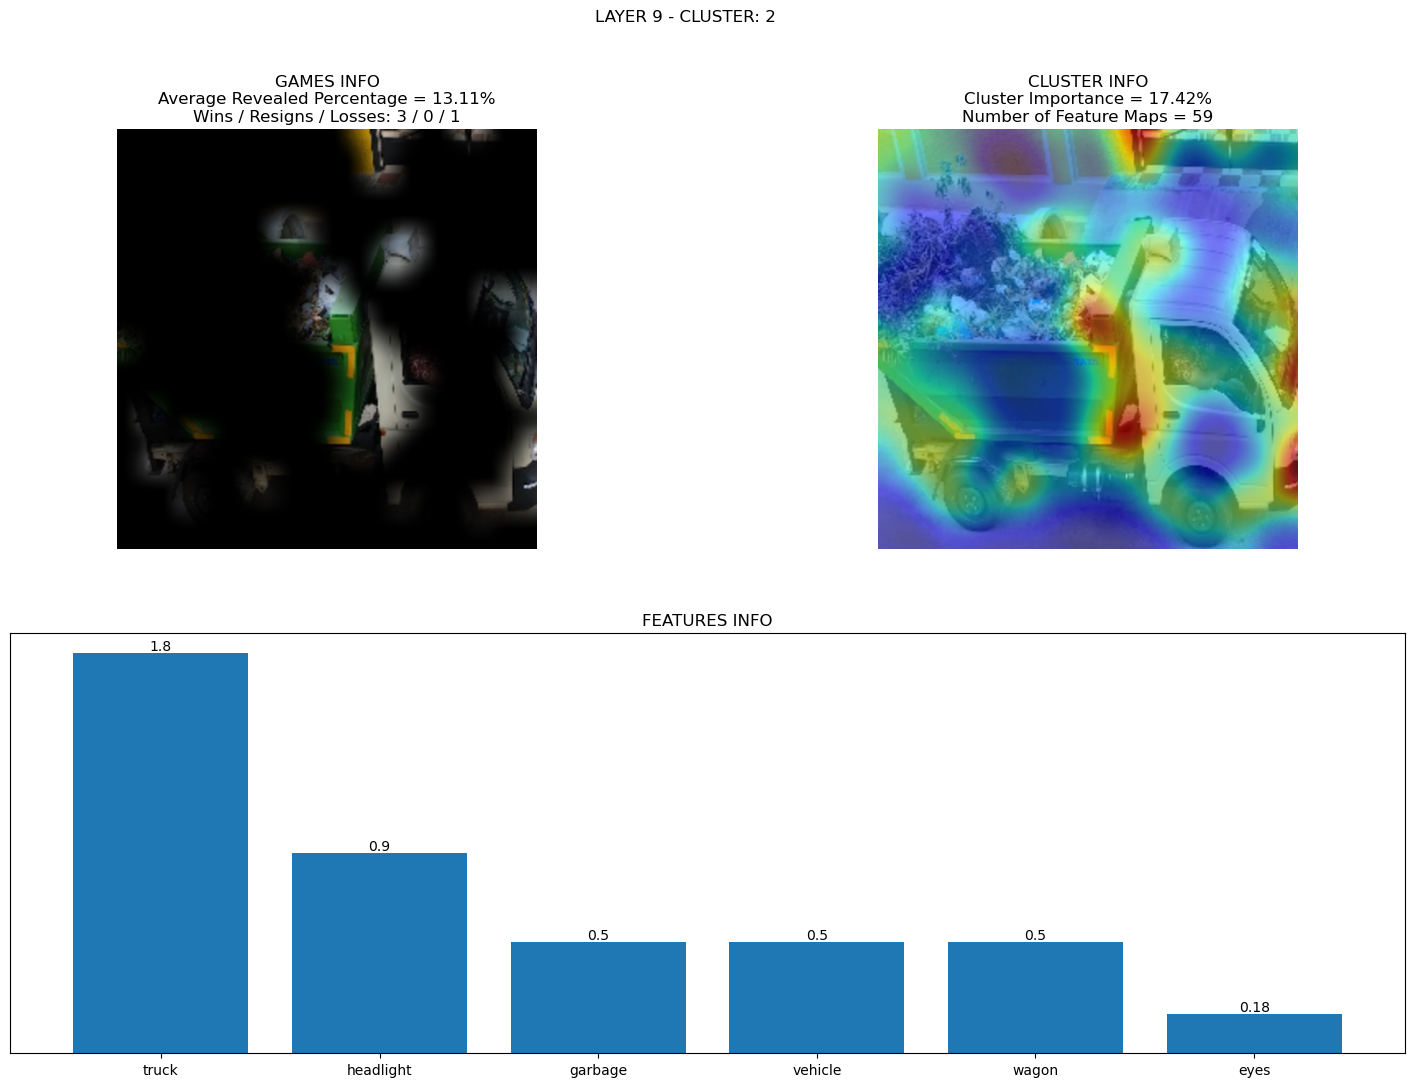 LAYER 9 - CLUSTER: 2
GAMES INFO
Average Revealed Percentage = 13.11%
Wins / Resigns / Losses: 3 / 0 / 1
CLUSTER INFO
Cluster Importance = 17.42%
Number of Feature Maps = 59
FEATURES INFO
1.8
0.9
0.5
0.5
0.5
0.18
truck
headlight
garbage
vehicle
wagon
eyes